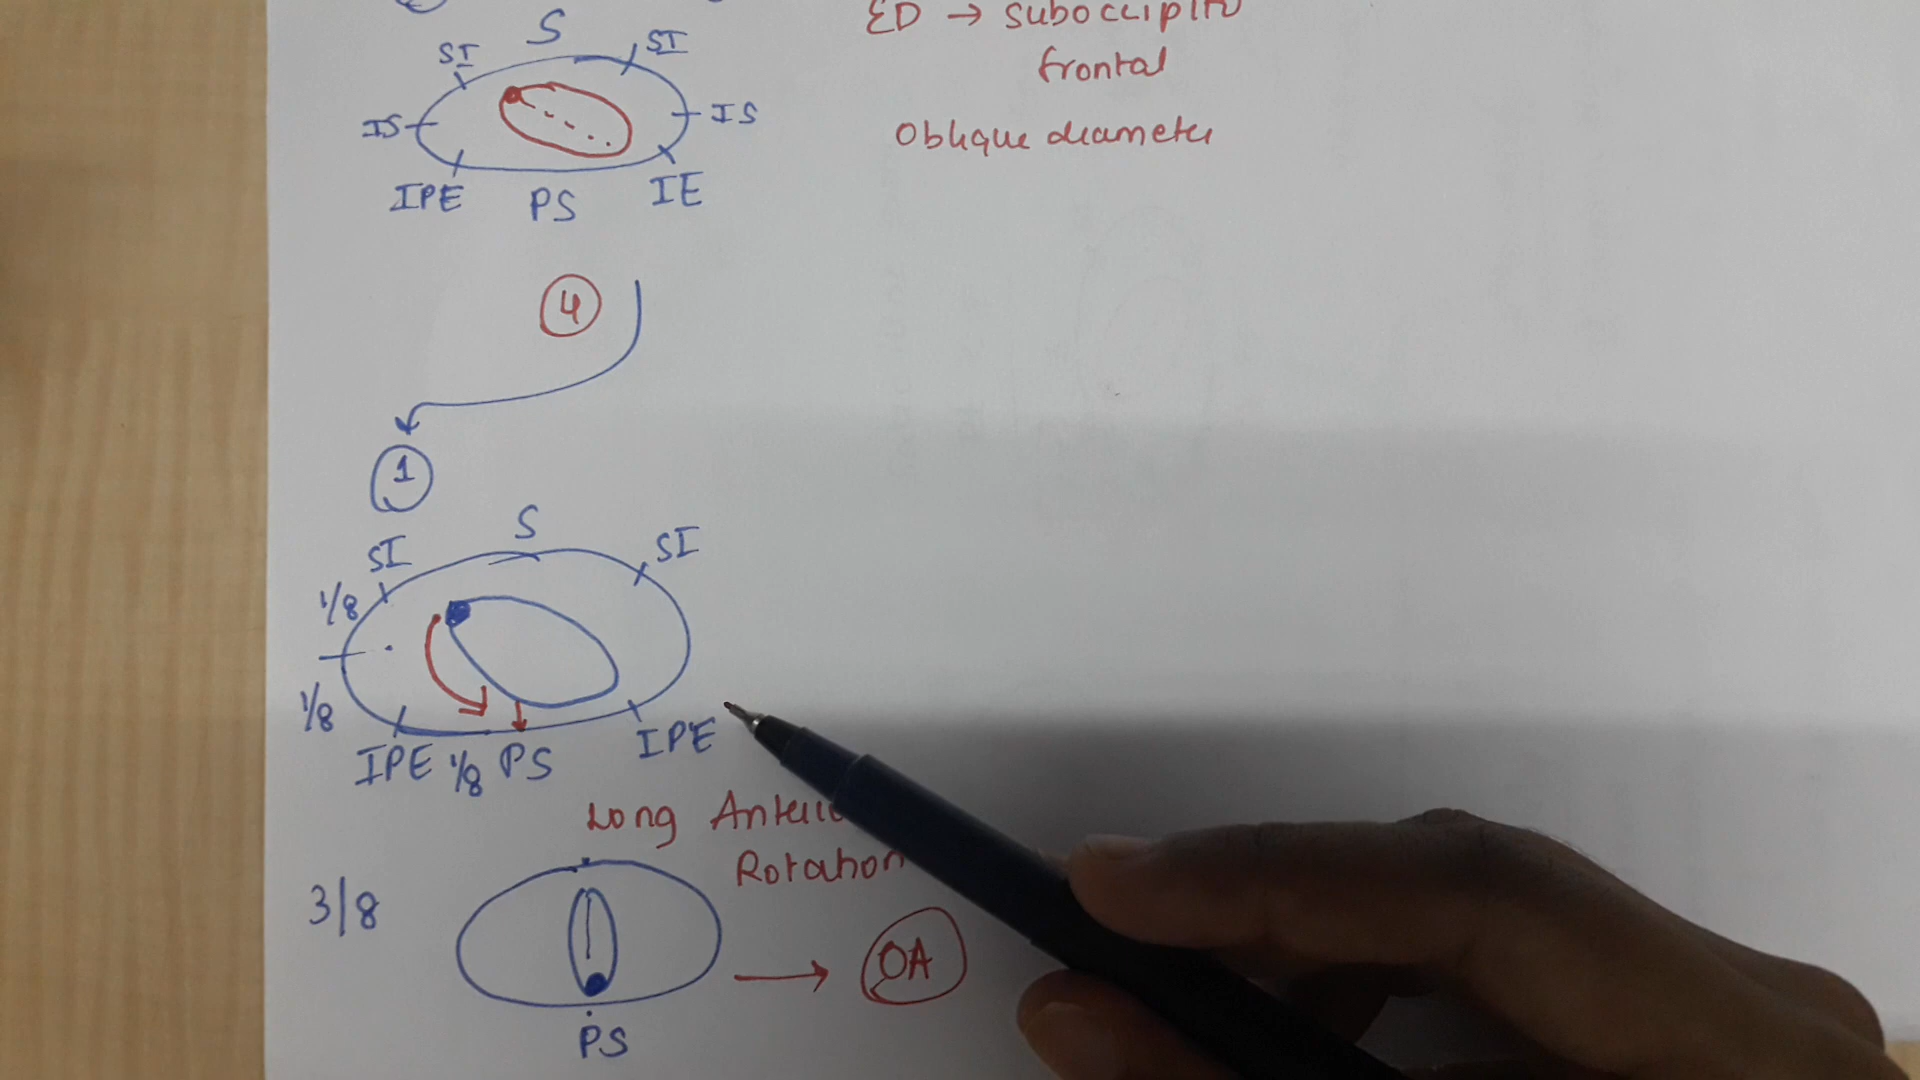 S
SI
SI
IS
IS
IPE
PS
IE
ED → suboccipito
frontal
Oblique diameter
4
1
S
SI
SI
1/8
1/8
IPE
1/8
PS
IPE
Long
Rotation
3/8
OA
PS